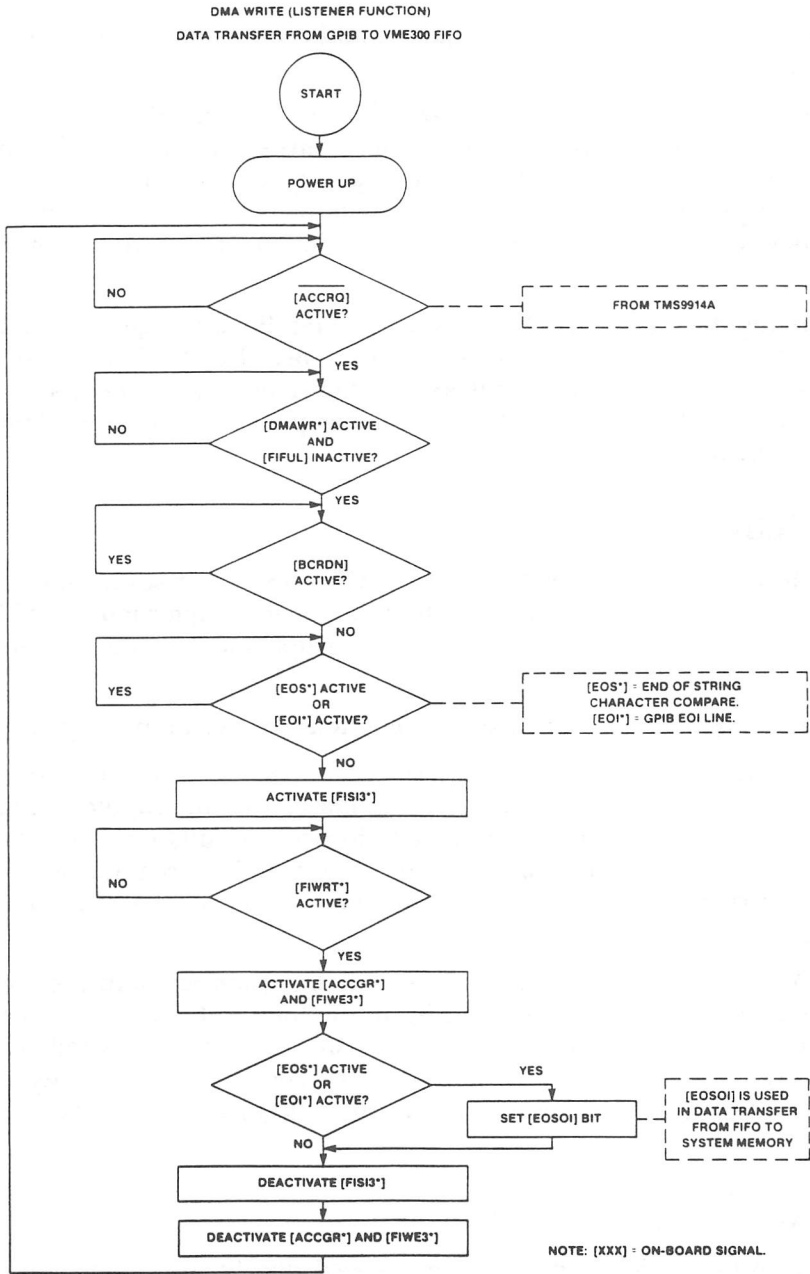 DMA WRITE (LISTENER FUNCTION)
DATA TRANSFER FROM GPIB TO VME300 FIFO
START
POWER UP
[ACCRQ]
ACTIVE?
NO
FROM TMS9914A
YES
[DMAWR*] ACTIVE
AND
[FIFUL] INACTIVE?
NO
YES
[BCRDN]
ACTIVE?
YES
NO
[EOS*] ACTIVE
OR
[EOI*] ACTIVE?
YES
[EOS*] = END OF STRING
CHARACTER COMPARE.
[EOI*] = GPIB EOI LINE.
NO
ACTIVATE [FISI3*]
[FIWRT*]
ACTIVE?
NO
YES
ACTIVATE [ACCGR*]
AND [FIWE3*]
[EOS*] ACTIVE
OR
[EOI*] ACTIVE?
YES
SET [EOSOI] BIT
[EOSOI] IS USED
IN DATA TRANSFER
FROM FIFO TO
SYSTEM MEMORY
NO
DEACTIVATE [FISI3*]
DEACTIVATE [ACCGR*] AND [FIWE3*]
NOTE: [XXX] = ON-BOARD SIGNAL.